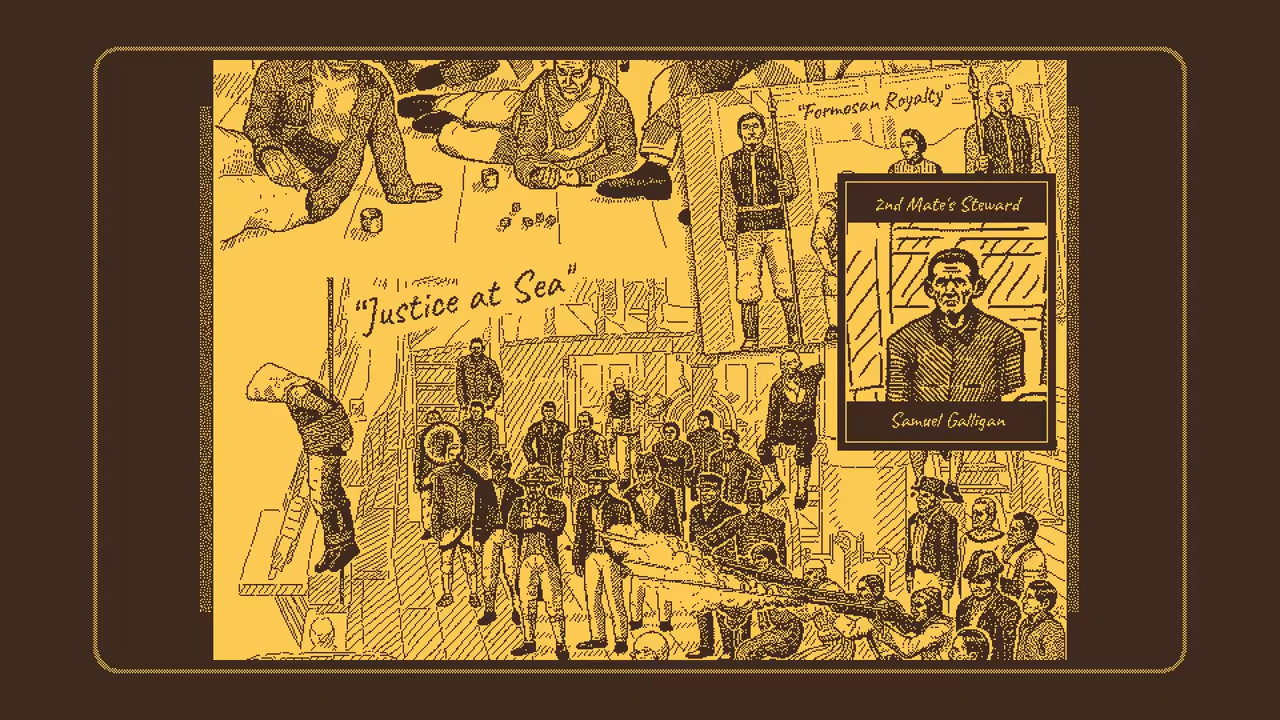 "Formosan Royalty"
2nd Mate's Steward
"Justice at Sea"
Samuel Galligan